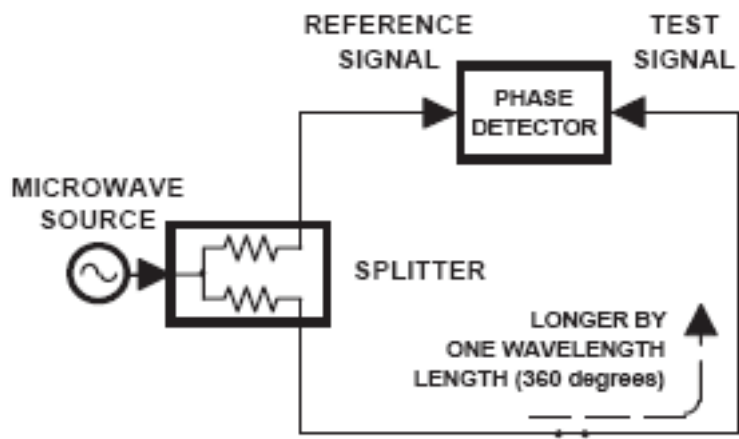 REFERENCE
SIGNAL
TEST
SIGNAL
PHASE
DETECTOR
MICROWAVE
SOURCE
SPLITTER
LONGER BY
ONE WAVELENGTH
LENGTH (360 degrees)